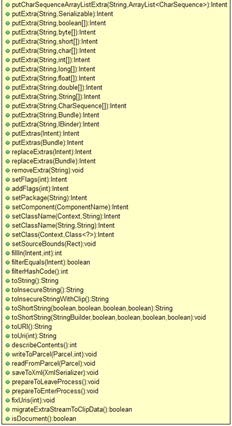 putCharSequenceArrayListExtra(String,ArrayList<CharSequence>):Intent
putExtra(String,Serializable):Intent
putExtra(String,boolean[]):Intent
putExtra(String,byte[]):Intent
putExtra(String,short[]):Intent
putExtra(String,char[]):Intent
putExtra(String,int[]):Intent
putExtra(String,long[]):Intent
putExtra(String,float[]):Intent
putExtra(String,double[]):Intent
putExtra(String,String[]):Intent
putExtra(String,CharSequence[]):Intent
putExtra(String,Bundle):Intent
putExtra(String,IBinder):Intent
putExtras(Intent):Intent
putExtras(Bundle):Intent
replaceExtras(Intent):Intent
replaceExtras(Bundle):Intent
removeExtra(String):void
setFlags(int):Intent
addFlags(int):Intent
setPackage(String):Intent
setComponent(ComponentName):Intent
setClassName(Context,String):Intent
setClassName(String,String):Intent
setClass(Context,Class<?>):Intent
setSourceBounds(Rect):void
fillIn(Intent,int):int
filterEquals(Intent):boolean
filterHashCode():int
toString():String
toInsecureString():String
toInsecureStringWithClip():String
toShortString(boolean,boolean,boolean,boolean):String
toShortString(StringBuilder,boolean,boolean,boolean,boolean):void
toURI():String
toUri(int):String
describeContents():int
writeToParcel(Parcel,int):void
readFromParcel(Parcel):void
saveToXml(XmlSerializer):void
prepareToLeaveProcess():void
prepareToEnterProcess():void
fixUris(int):void
migrateExtraStreamToClipData():boolean
isDocument():boolean